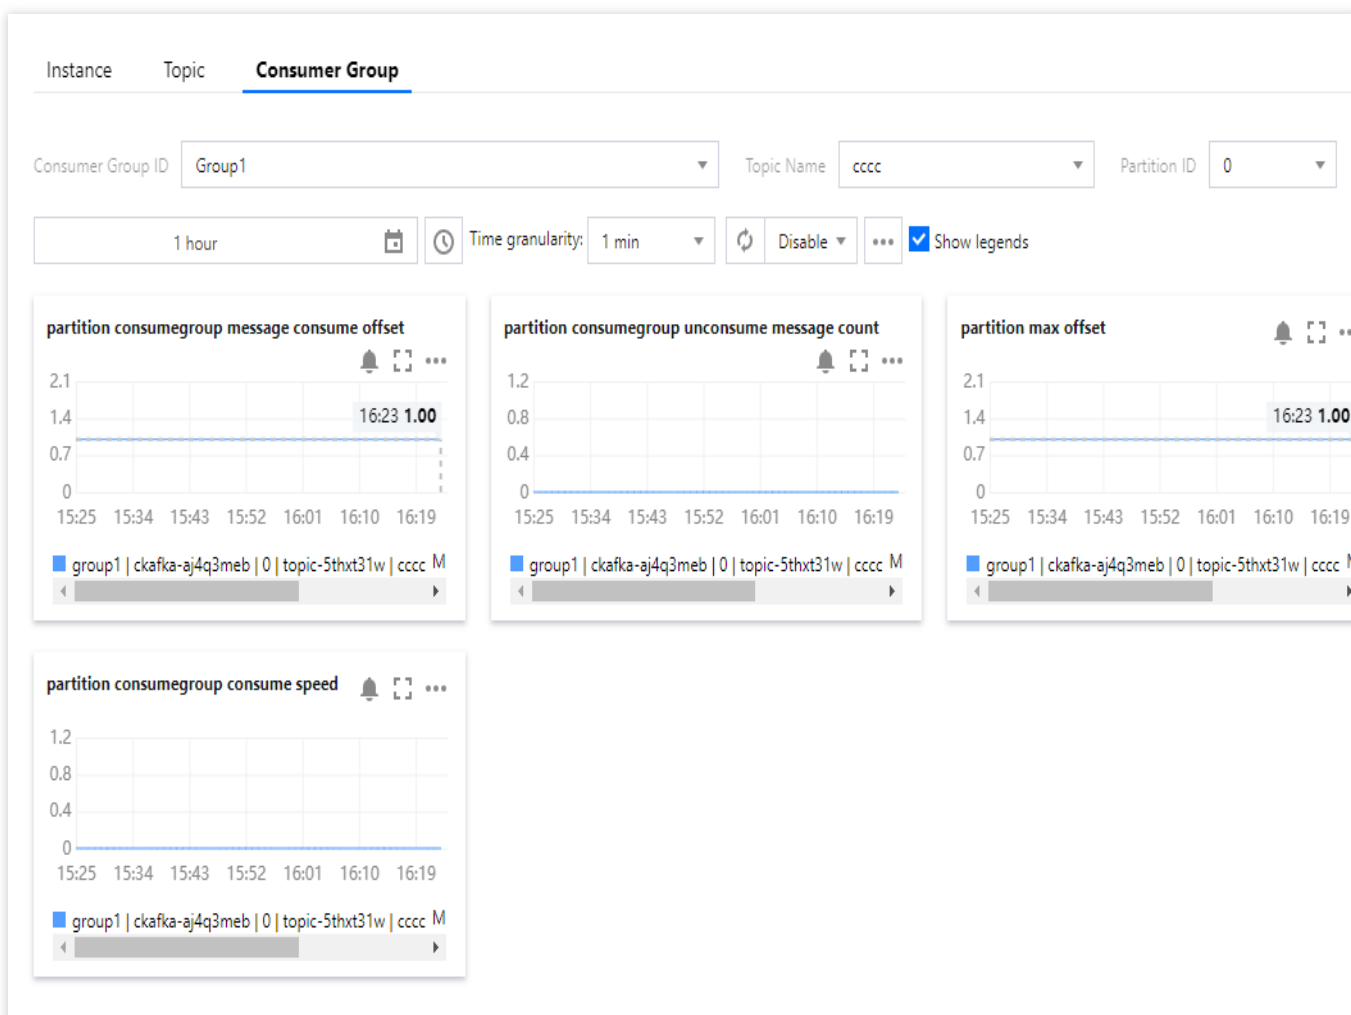 Instance Topic Consumer Group
Consumer Group ID Group1 Topic Name cccc Partition ID 0
1 hour Time granularity: 1 min Disable Show legends
partition consumegroup message consume offset
2.1
1.4
16:23 1.00
0.7
0
15:25 15:34 15:43 15:52 16:01 16:10 16:19
group1 | ckafka-aj4q3meb | 0 | topic-5thxt31w | cccc M
partition consumegroup unconsume message count
1.2
0.8
0.4
0
15:25 15:34 15:43 15:52 16:01 16:10 16:19
group1 | ckafka-aj4q3meb | 0 | topic-5thxt31w | cccc M
partition max offset
2.1
1.4
16:23 1.00
0.7
0
15:25 15:34 15:43 15:52 16:01 16:10 16:19
group1 | ckafka-aj4q3meb | 0 | topic-5thxt31w | cccc
partition consumegroup consume speed
1.2
0.8
0.4
0
15:25 15:34 15:43 15:52 16:01 16:10 16:19
group1 | ckafka-aj4q3meb | 0 | topic-5thxt31w | cccc M